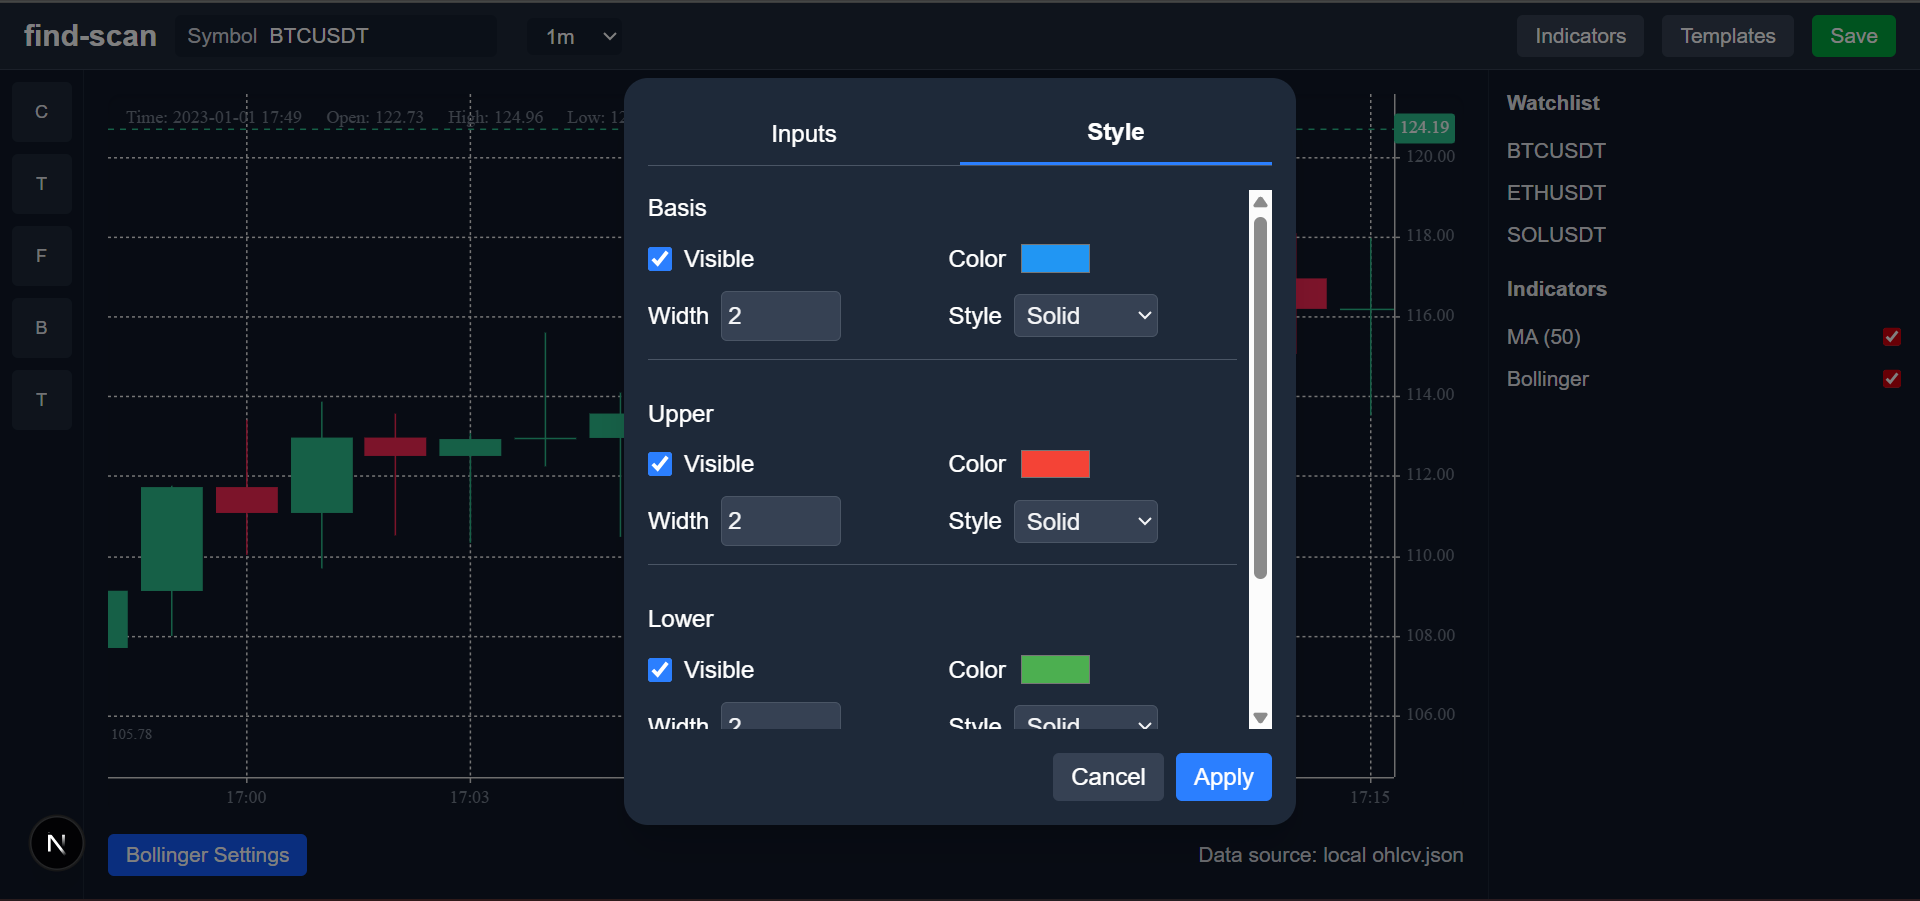 find-scan Symbol BTCUSDT 1m Indicators Templates Save
C
T
F
B
T
Time: 2023-01-01 17:49 Open: 122.73 High: 124.96 Low:
124.19
120.00
118.00
116.00
114.00
112.00
110.00
108.00
106.00
105.78
17:00 17:03 17:15
Inputs Style
Basis
Visible Color
Width 2 Style Solid
Upper
Visible Color
Width 2 Style Solid
Lower
Visible Color
Width 2 Style Solid
Cancel Apply
Watchlist
BTCUSDT
ETHUSDT
SOLUSDT
Indicators
MA (50)
Bollinger
N
Bollinger Settings
Data source: local ohlcv.json